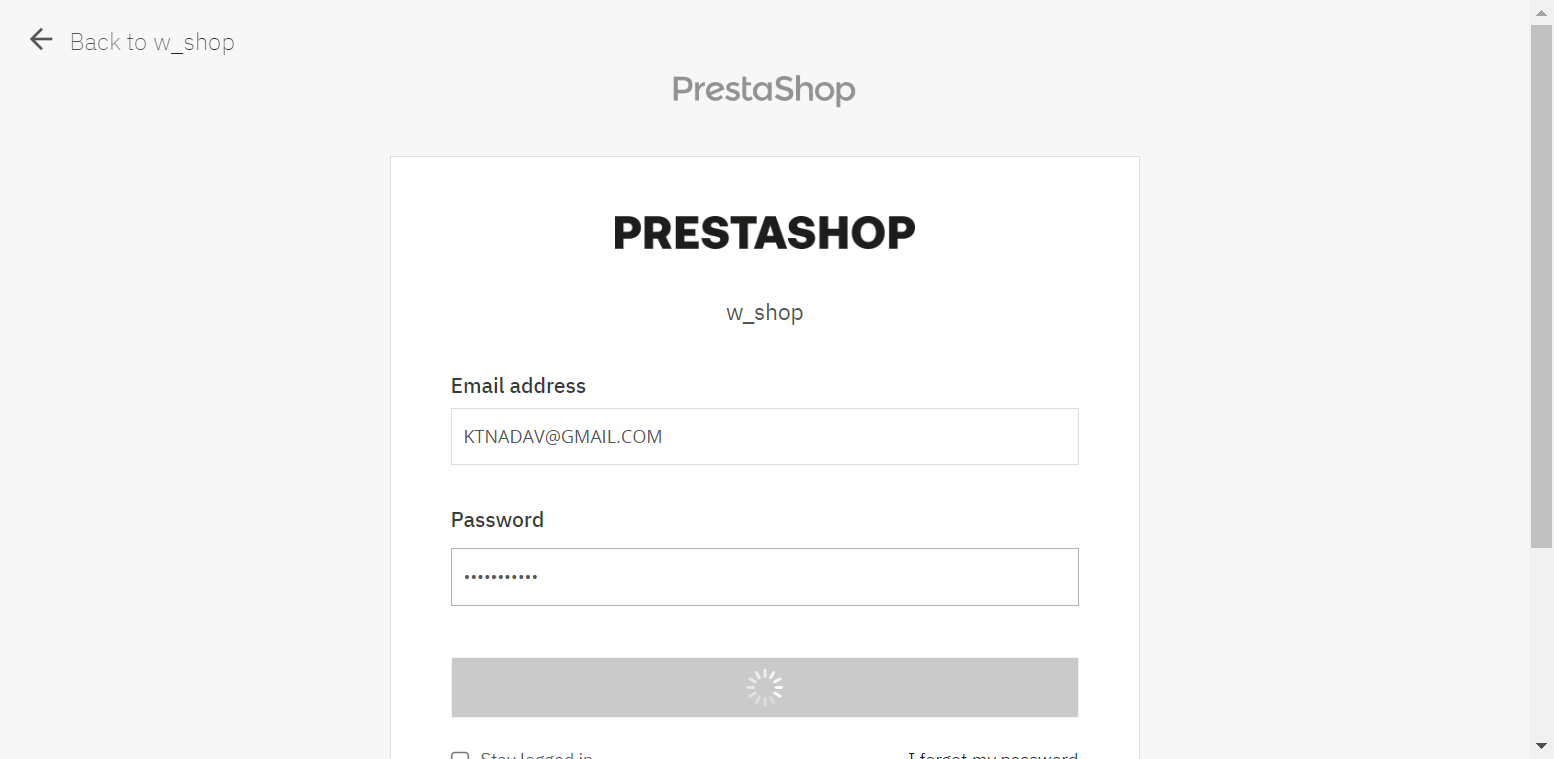 Back to w_shop
PrestaShop
PRESTASHOP
w_shop
Email address
KTNADAV@GMAIL.COM
Password
•••••••••••
Stay logged in
I forgot my password